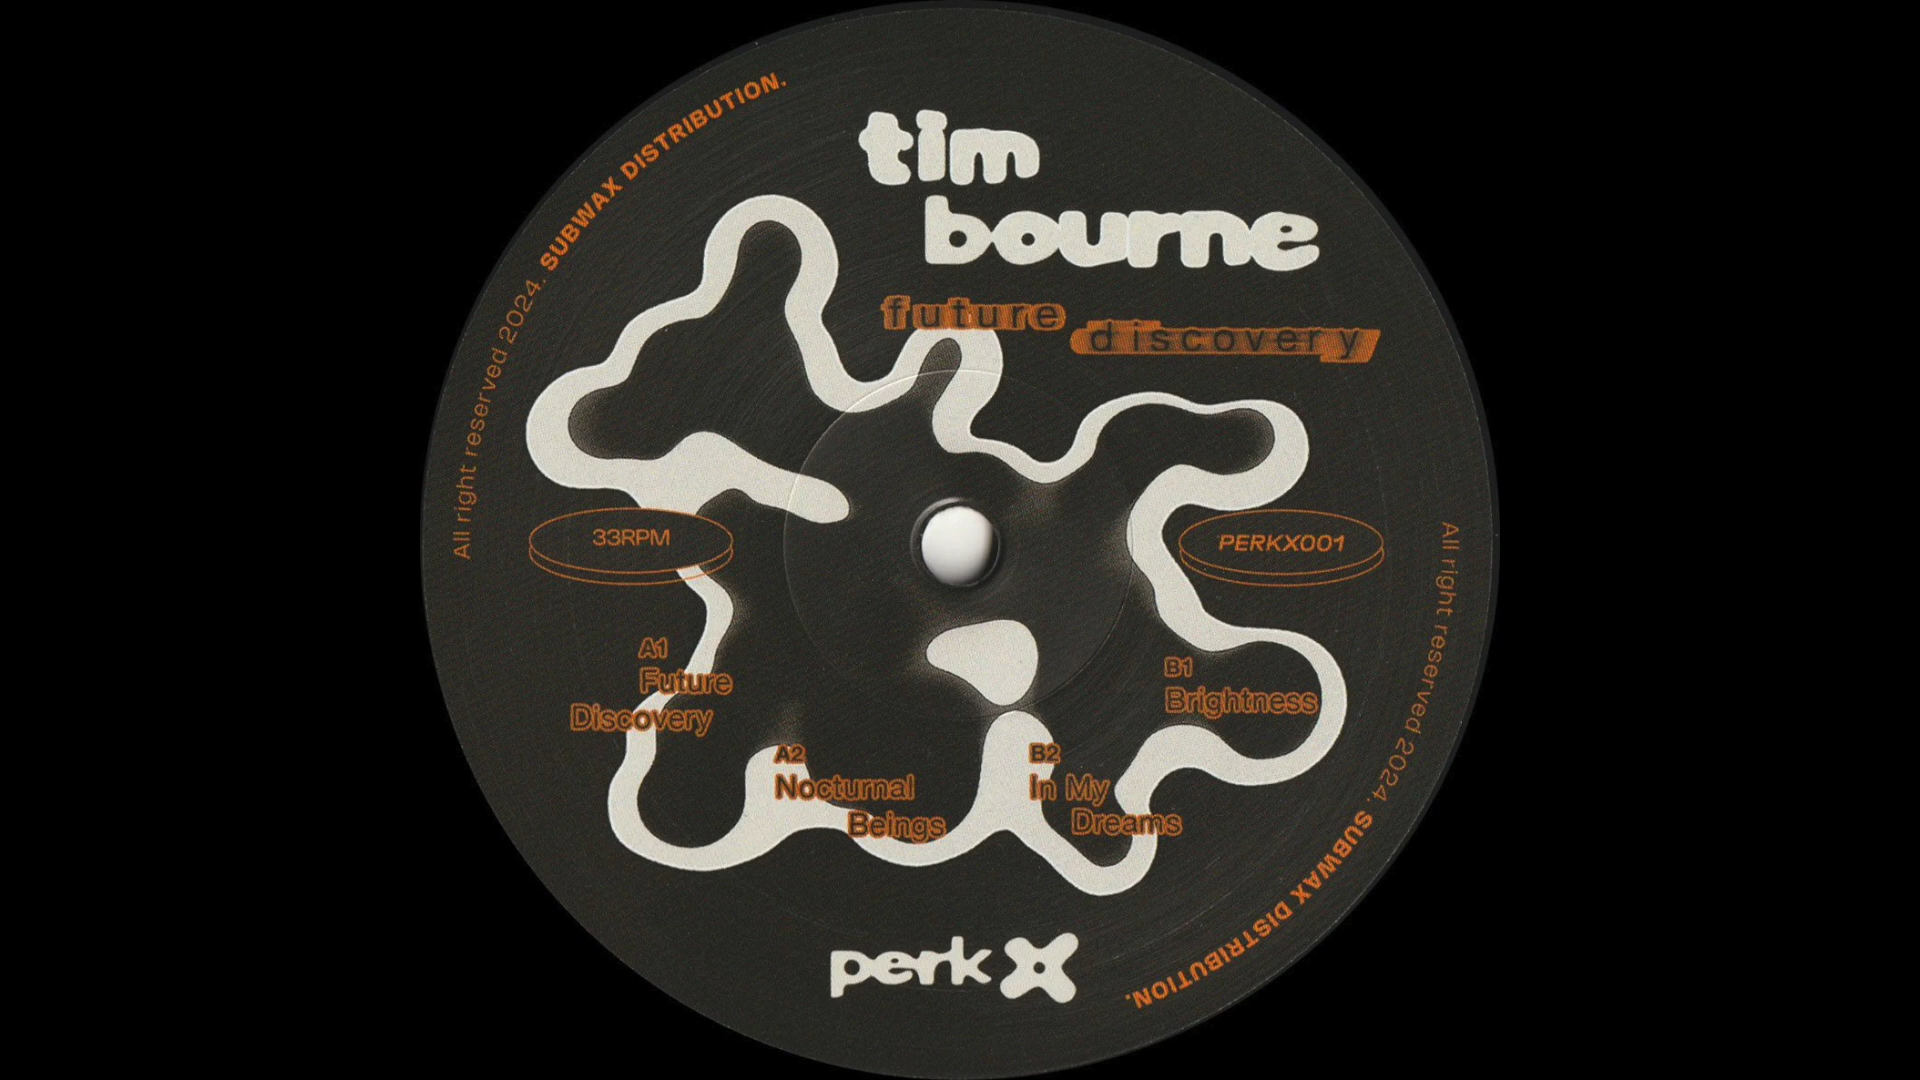 All right reserved 2024. SUBWAX DISTRIBUTION.
tim
bourne
future
discovery
33RPM
PERKX001
A1
Future
Discovery
A2
Nocturnal
Beings
B1
Brightness
B2
In My
Dreams
All right reserved 2024. SUBWAX DISTRIBUTION.
perk X